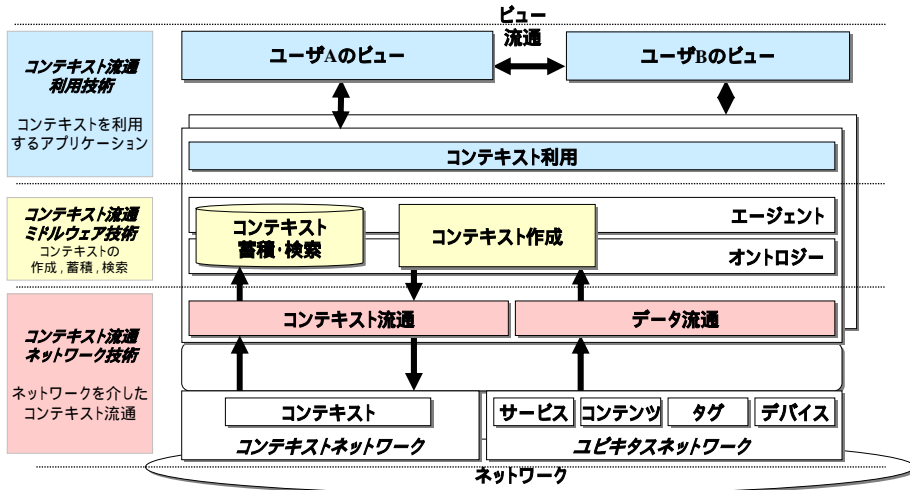 ビュー
流通
ユーザAのビュー
ユーザBのビュー
コンテキスト流通
利用技術
コンテキストを利用
するアプリケーション
コンテキスト利用
コンテキスト流通
ミドルウェア技術
コンテキストの
作成,蓄積,検索
エージェント
コンテキスト
蓄積・検索
コンテキスト作成
オントロジー
コンテキスト流通
ネットワーク技術
ネットワークを介した
コンテキスト流通
コンテキスト流通
データ流通
コンテキスト
サービス
コンテンツ
タグ
デバイス
コンテキストネットワーク
ユビキタスネットワーク
ネットワーク